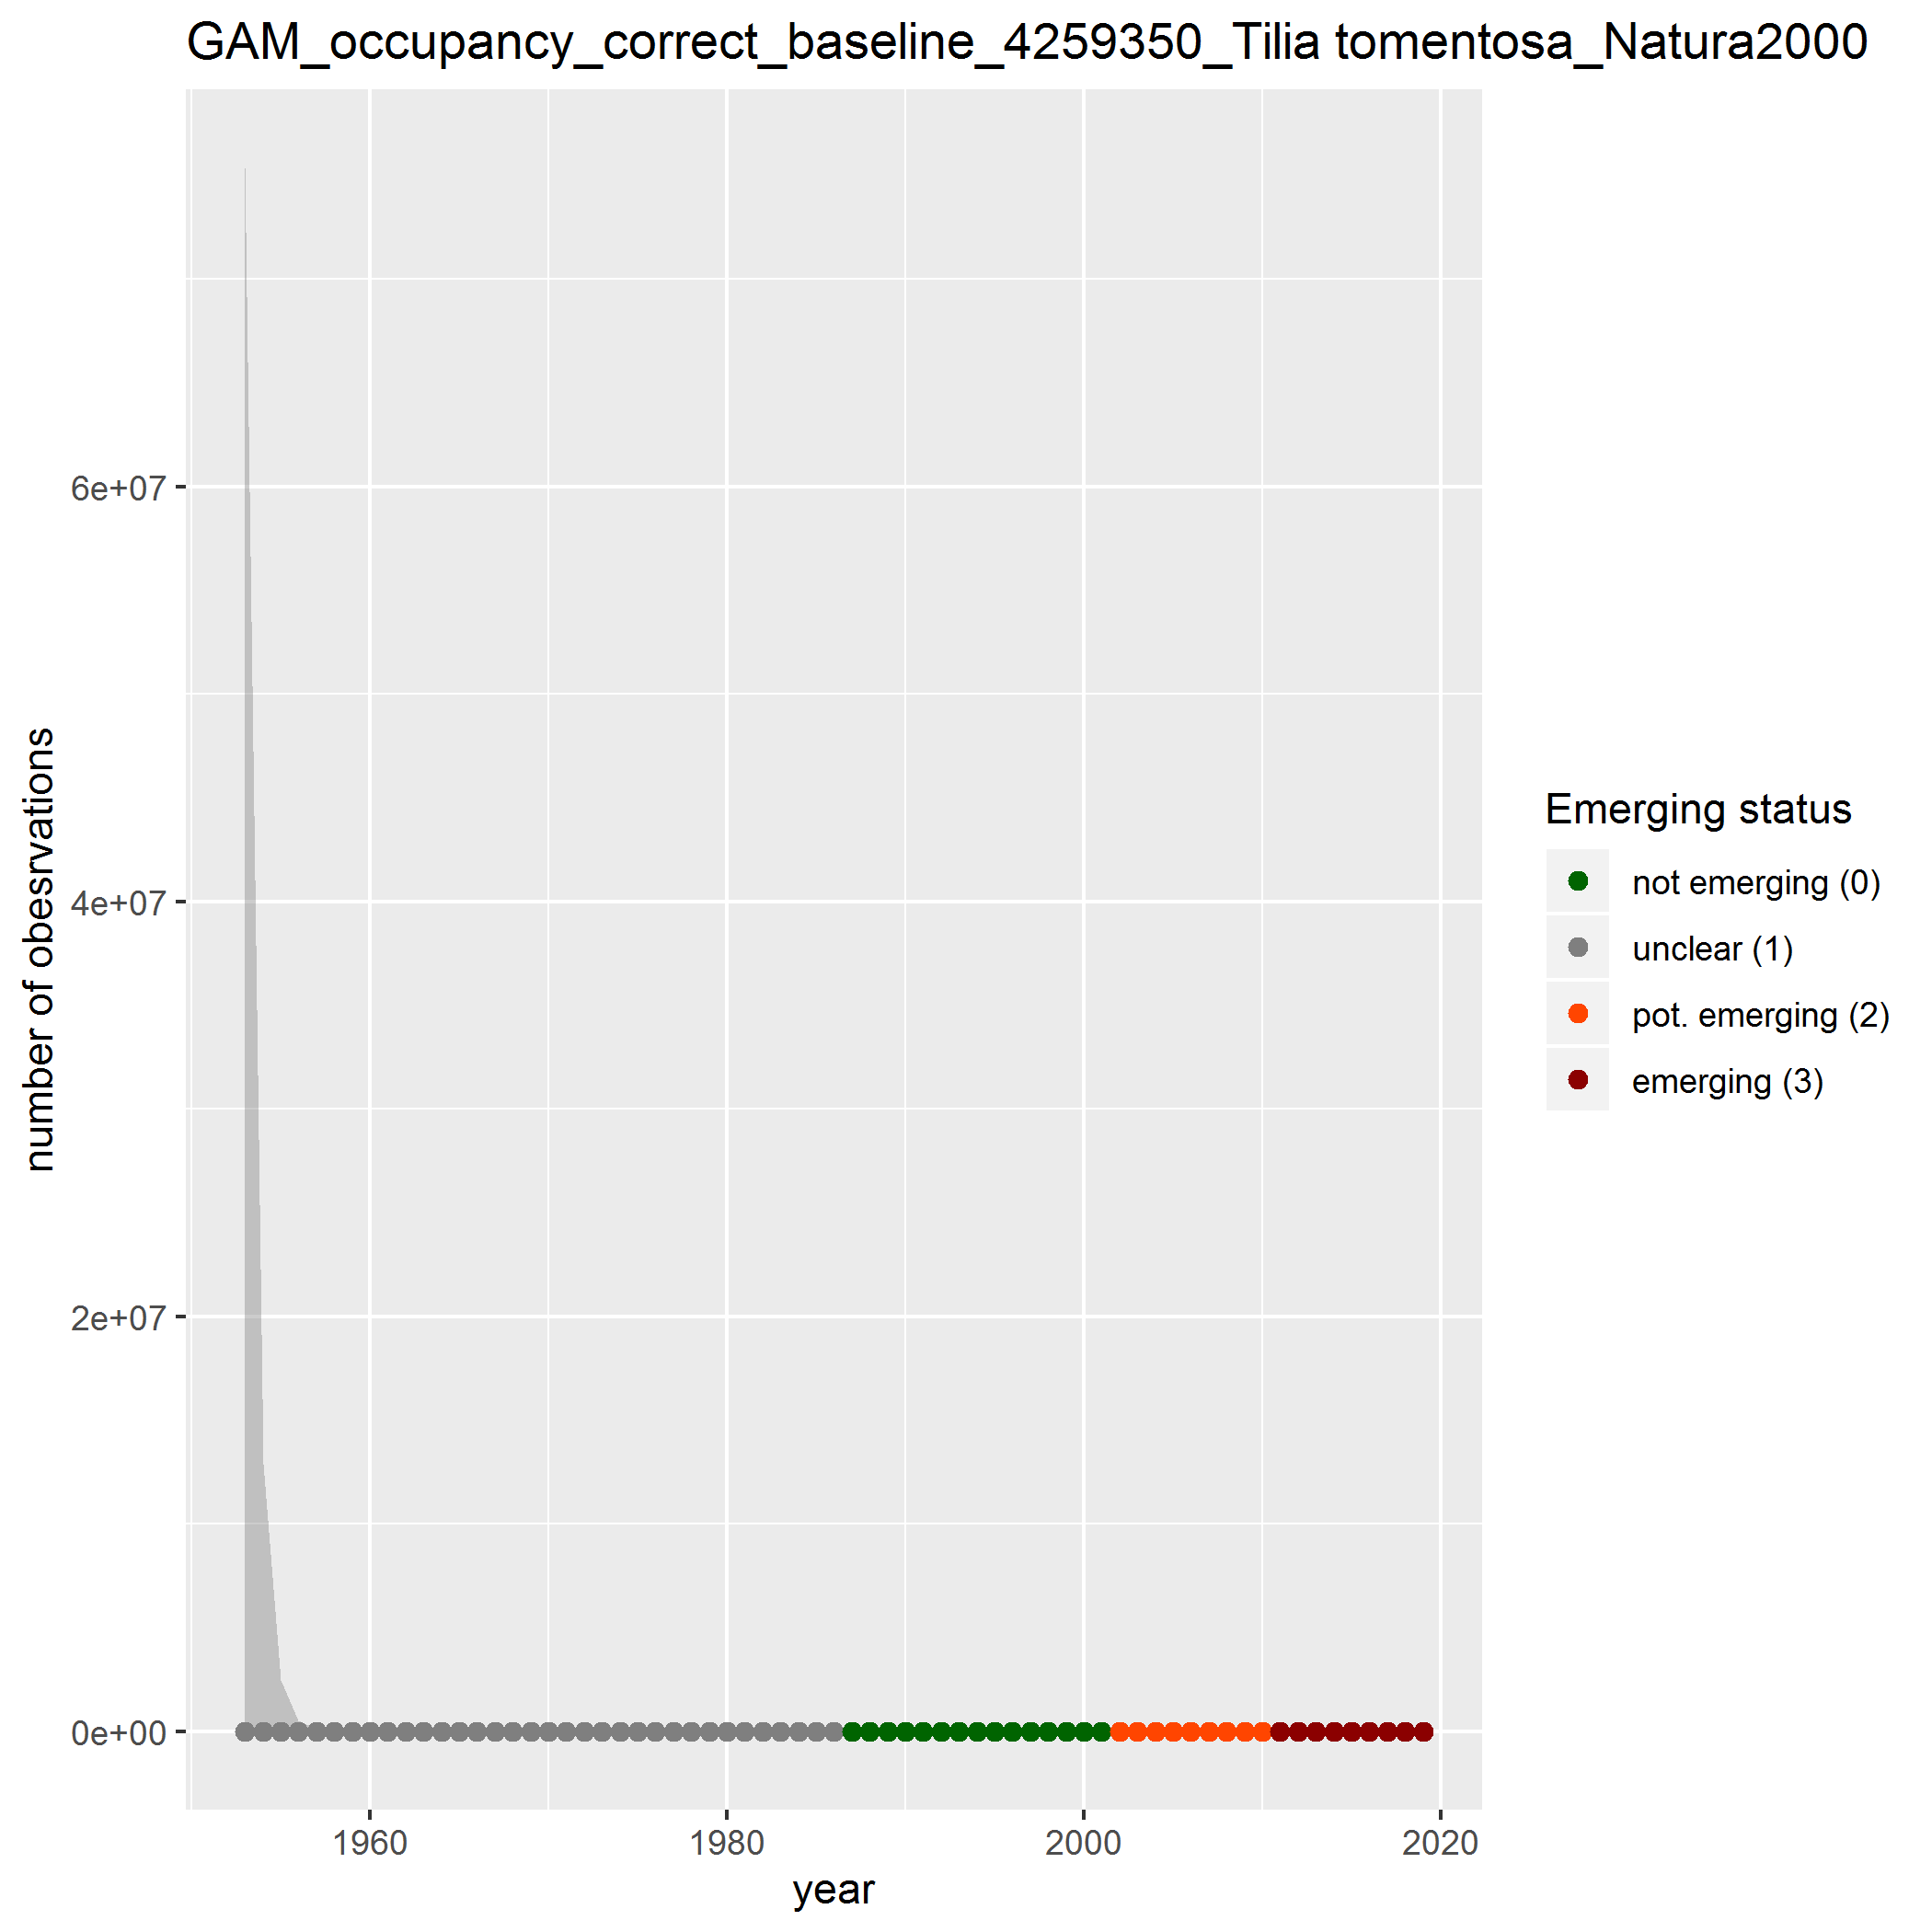 GAM_occupancy_correct_baseline_4259350_Tilia tomentosa_Natura2000
number of obesrvations
6e+07
4e+07
2e+07
0e+00
1960
1980
2000
2020
year
Emerging status
not emerging (0)
unclear (1)
pot. emerging (2)
emerging (3)